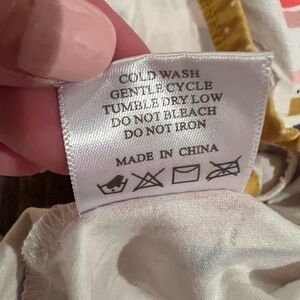 COLD WASH
GENTLE CYCLE
TUMBLE DRY LOW
DO NOT BLEACH
DO NOT IRON
MADE IN CHINA